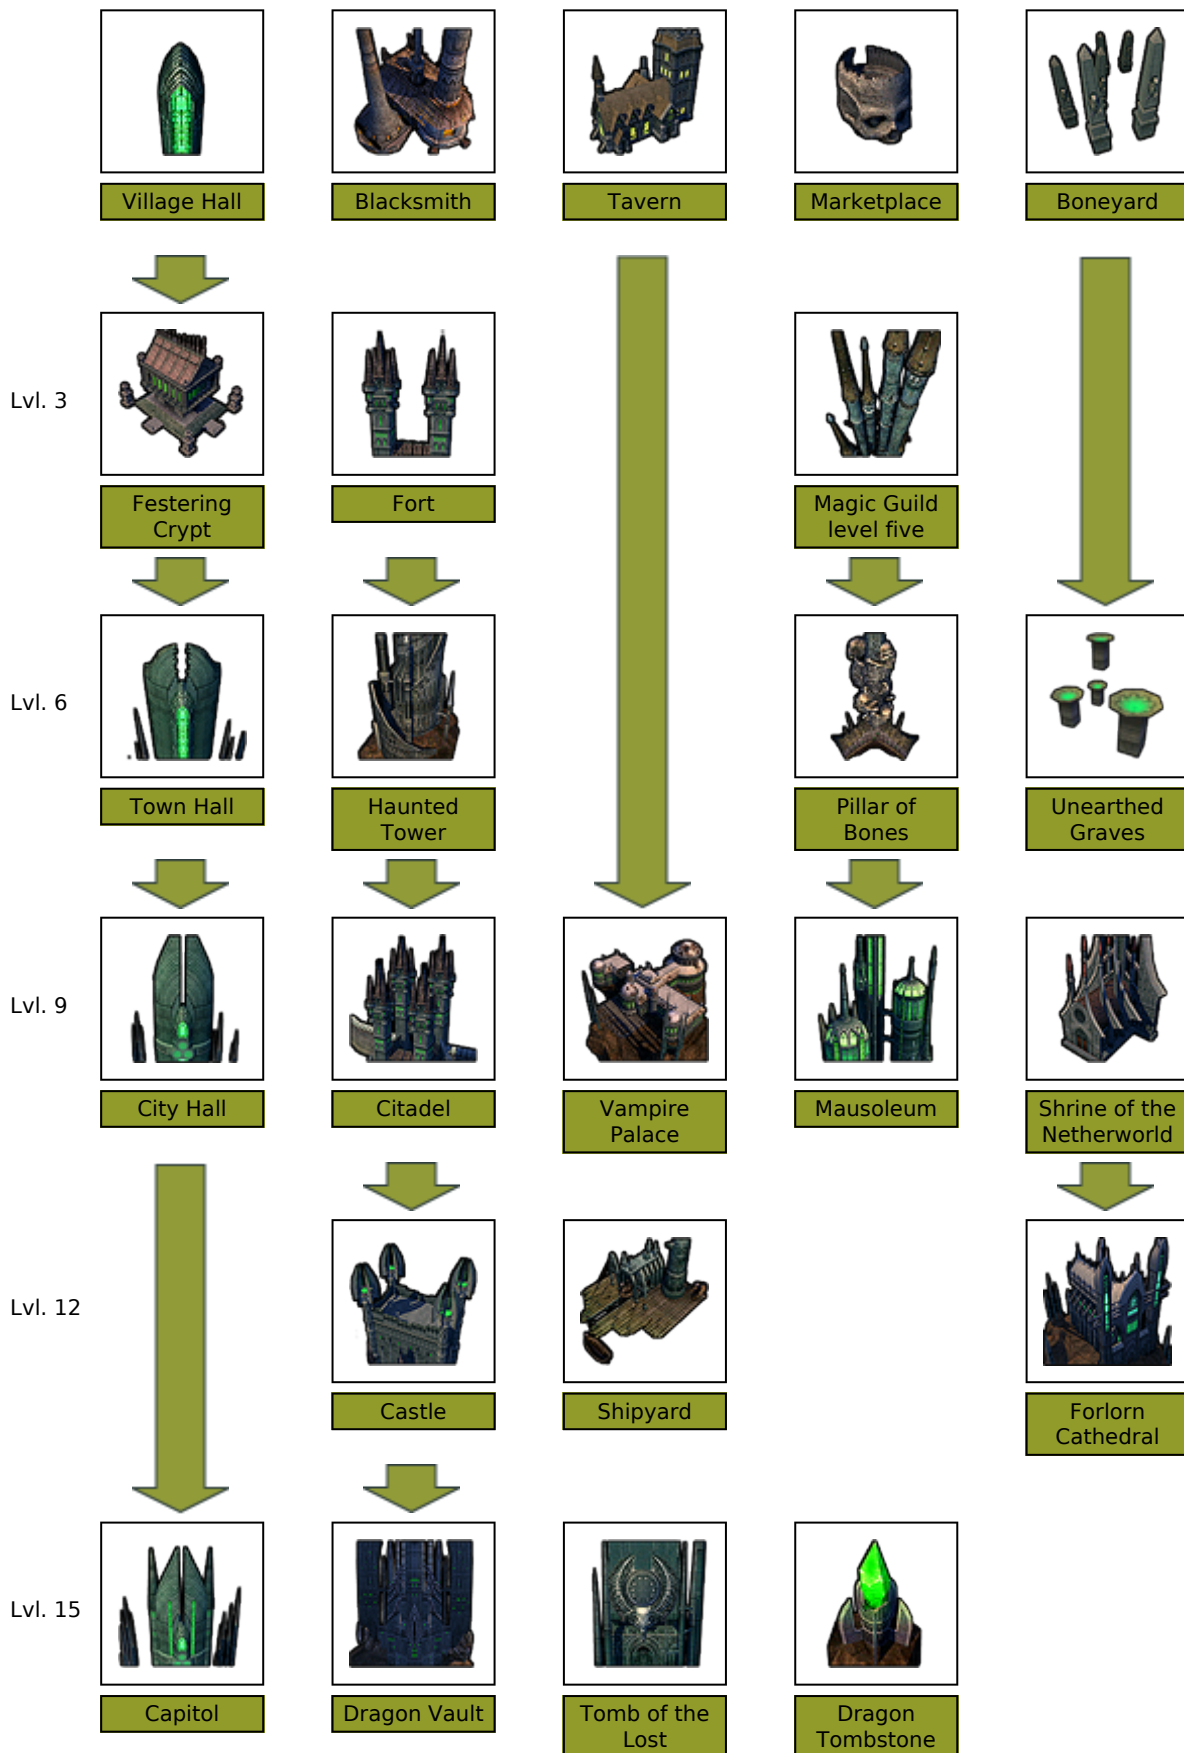 Village Hall
Blacksmith
Tavern
Marketplace
Boneyard
Lvl. 3
Festering
Crypt
Fort
Magic Guild
level five
Lvl. 6
Town Hall
Haunted
Tower
Pillar of
Bones
Unearthed
Graves
Lvl. 9
City Hall
Citadel
Vampire
Palace
Mausoleum
Shrine of the
Netherworld
Lvl. 12
Castle
Shipyard
Forlorn
Cathedral
Lvl. 15
Capitol
Dragon Vault
Tomb of the
Lost
Dragon
Tombstone